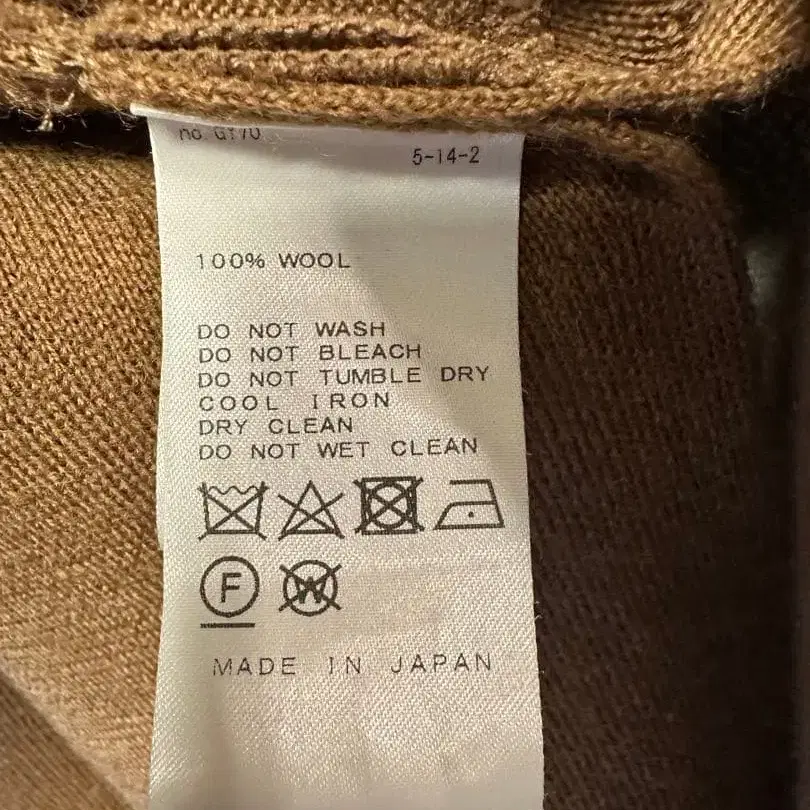 5-14-2
100% WOOL
DO NOT WASH
DO NOT BLEACH
DO NOT TUMBLE DRY
COOL IRON
DRY CLEAN
DO NOT WET CLEAN
F W
MADE IN JAPAN